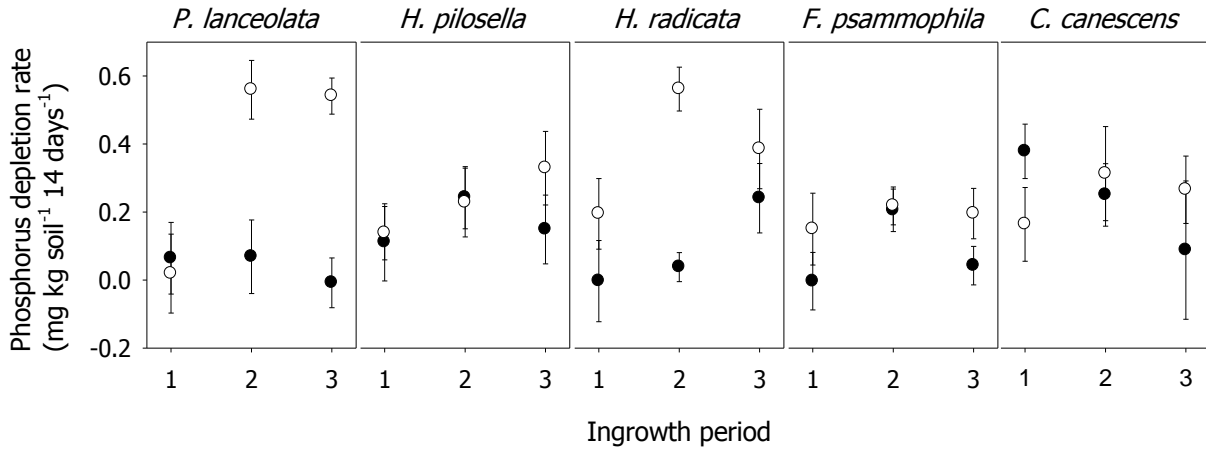 P. lanceolata H. pilosella H. radicata F. psammophila C. canescens
Phosphorus depletion rate
(mg kg soil⁻¹ 14 days⁻¹)
0.6
0.4
0.2
0.0
-0.2
1 2 3 1 2 3 1 2 3 1 2 3 1 2 3
Ingrowth period